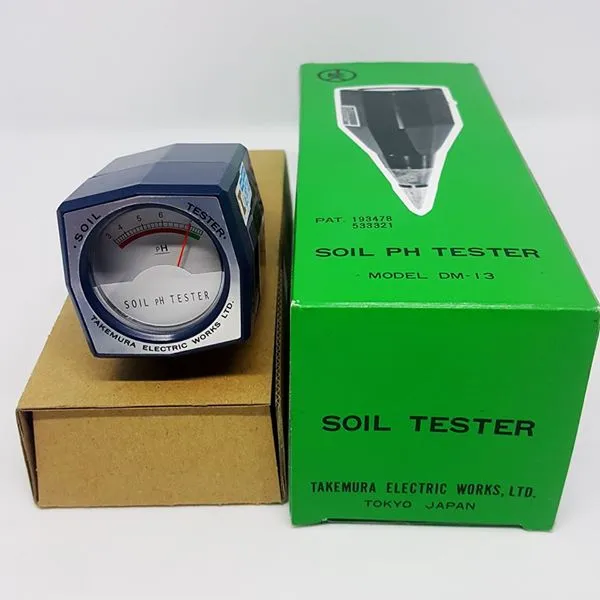 · SOIL TESTER ·
3 4 5 6
pH
SOIL pH TESTER
TAKEMURA ELECTRIC WORKS LTD.
PAT. 193478
533321
SOIL PH TESTER
MODEL DM-13
SOIL TESTER
TAKEMURA ELECTRIC WORKS, LTD.
TOKYO JAPAN